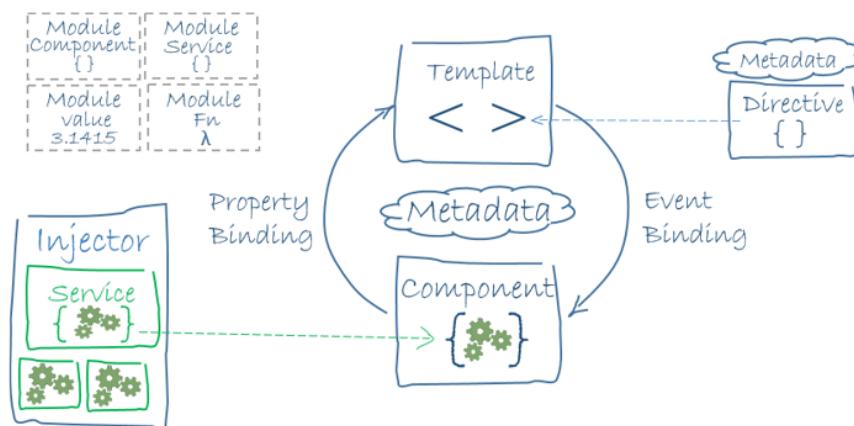 Module
Component
{ }
Module
Service
{ }
Module
value
3.1415
Module
Fn
λ
Template
< >
Metadata
Directive
{ }
Property
Binding
Metadata
Event
Binding
Injector
Service
{ }
Component
{ }